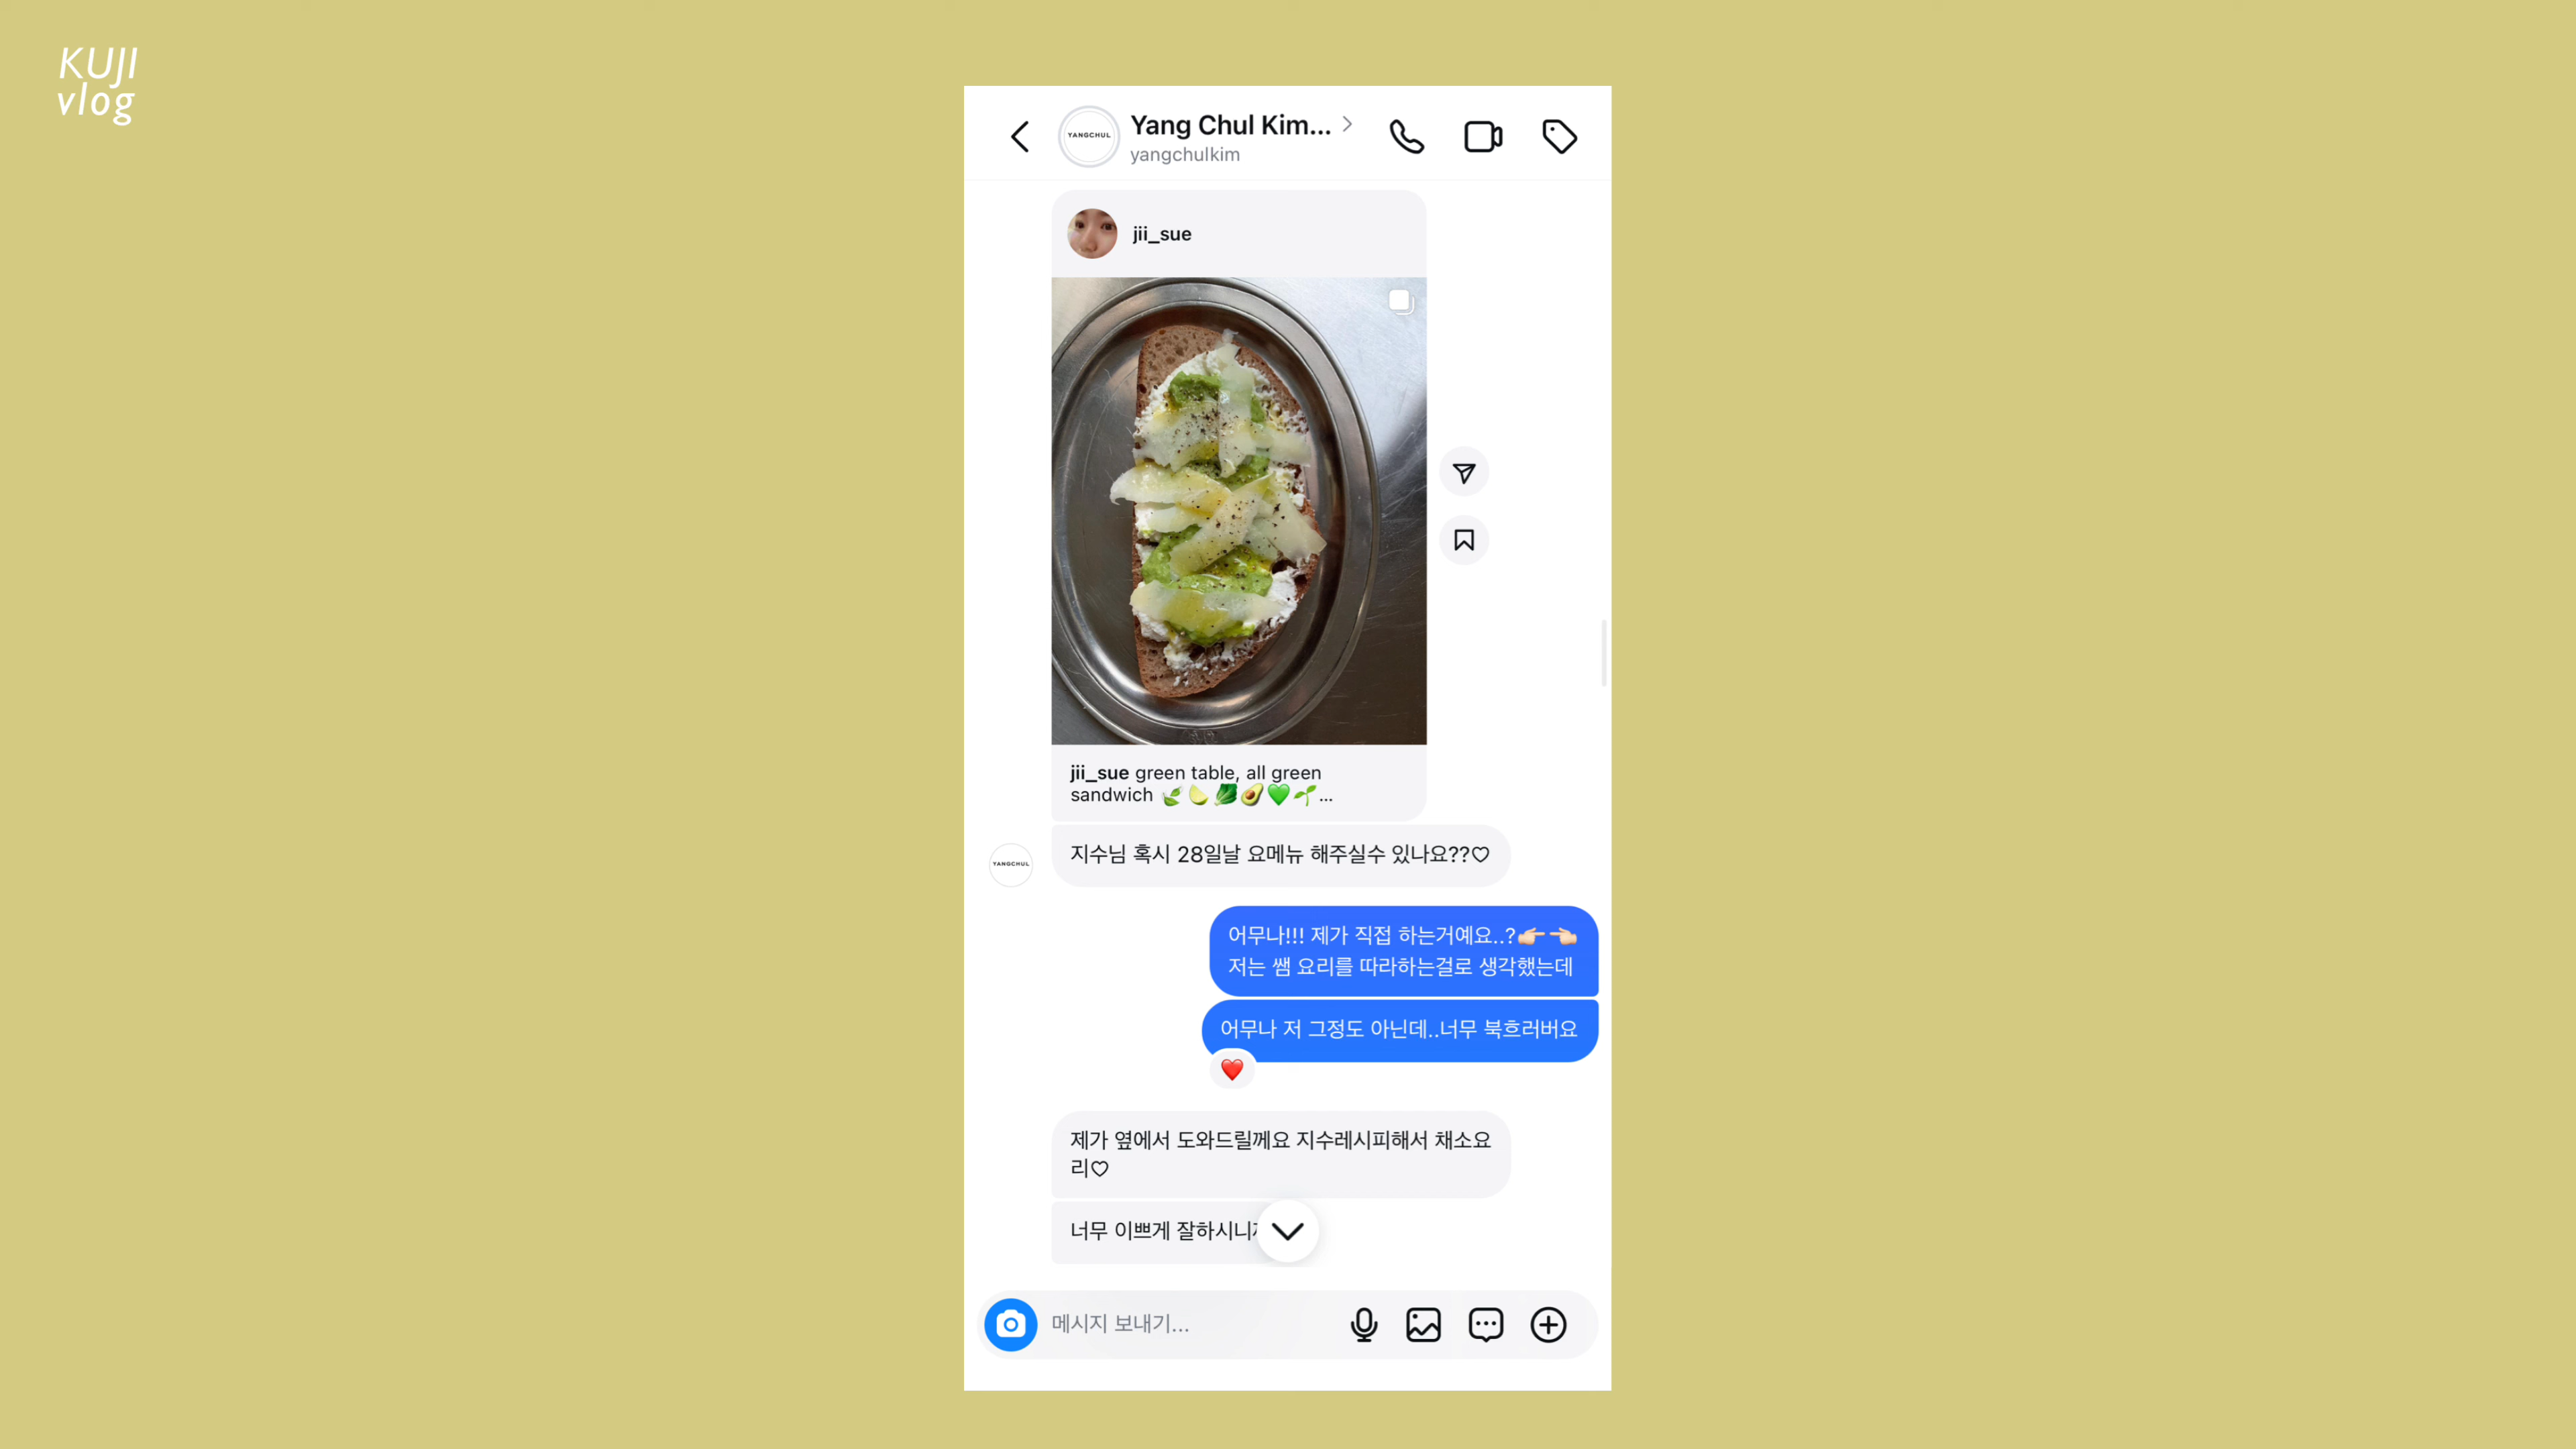 KUJI
vlog
YANGCHUL
Yang Chul Kim...
yangchulkim
jii_sue
jii_sue green table, all green
sandwich 🌿🍋🥬🥑💚🌱...
지수님 혹시 28일날 요메뉴 해주실수 있나요??♡
YANGCHUL
어무나!!! 제가 직접 하는거예요..?👉🏻👈🏻
저는 쌤 요리를 따라하는걸로 생각했는데
어무나 저 그정도 아닌데..너무 북흐러버요
❤️
제가 옆에서 도와드릴께요 지수레시피해서 채소요
리♡
너무 이쁘게
메시지 보내기...